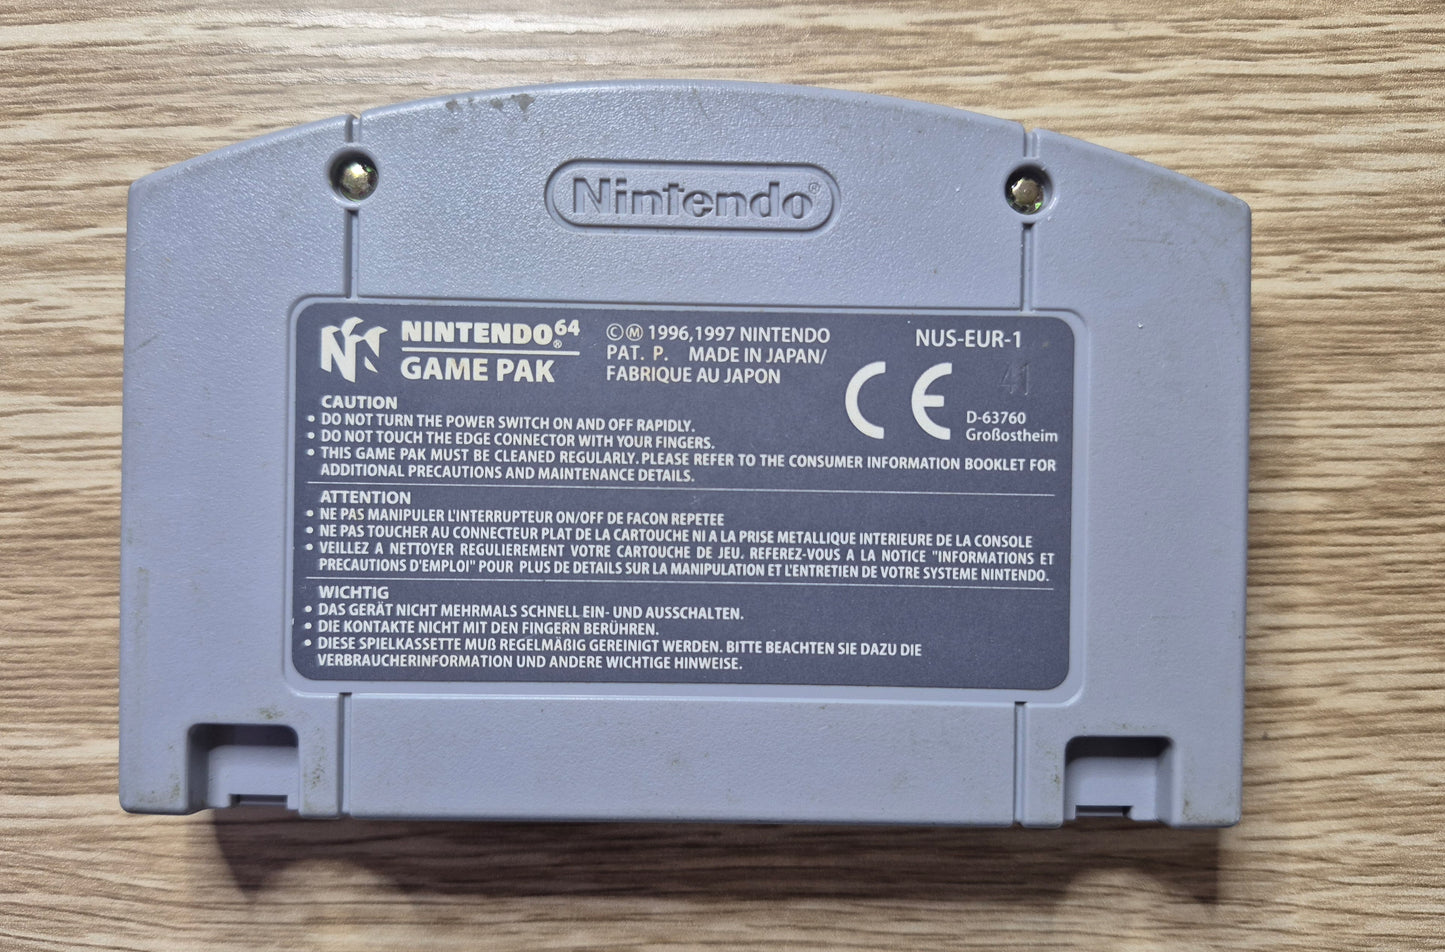 Nintendo®
NINTENDO64®
GAME PAK
©Ⓜ 1996,1997 NINTENDO
PAT. P. MADE IN JAPAN/
FABRIQUE AU JAPON
NUS-EUR-1
41
CE
D-63760
Großostheim
CAUTION
• DO NOT TURN THE POWER SWITCH ON AND OFF RAPIDLY.
• DO NOT TOUCH THE EDGE CONNECTOR WITH YOUR FINGERS.
• THIS GAME PAK MUST BE CLEANED REGULARLY. PLEASE REFER TO THE CONSUMER INFORMATION BOOKLET FOR
ADDITIONAL PRECAUTIONS AND MAINTENANCE DETAILS.
ATTENTION
• NE PAS MANIPULER L'INTERRUPTEUR ON/OFF DE FACON REPETEE
• NE PAS TOUCHER AU CONNECTEUR PLAT DE LA CARTOUCHE NI A LA PRISE METALLIQUE INTERIEURE DE LA CONSOLE
• VEILLEZ A NETTOYER REGULIEREMENT VOTRE CARTOUCHE DE JEU. REFEREZ-VOUS A LA NOTICE "INFORMATIONS ET
PRECAUTIONS D'EMPLOI" POUR PLUS DE DETAILS SUR LA MANIPULATION ET L'ENTRETIEN DE VOTRE SYSTEME NINTENDO.
WICHTIG
• DAS GERÄT NICHT MEHRMALS SCHNELL EIN- UND AUSSCHALTEN.
• DIE KONTAKTE NICHT MIT DEN FINGERN BERÜHREN.
• DIESE SPIELKASSETTE MUß REGELMÄßIG GEREINIGT WERDEN. BITTE BEACHTEN SIE DAZU DIE
VERBRAUCHERINFORMATION UND ANDERE WICHTIGE HINWEISE.